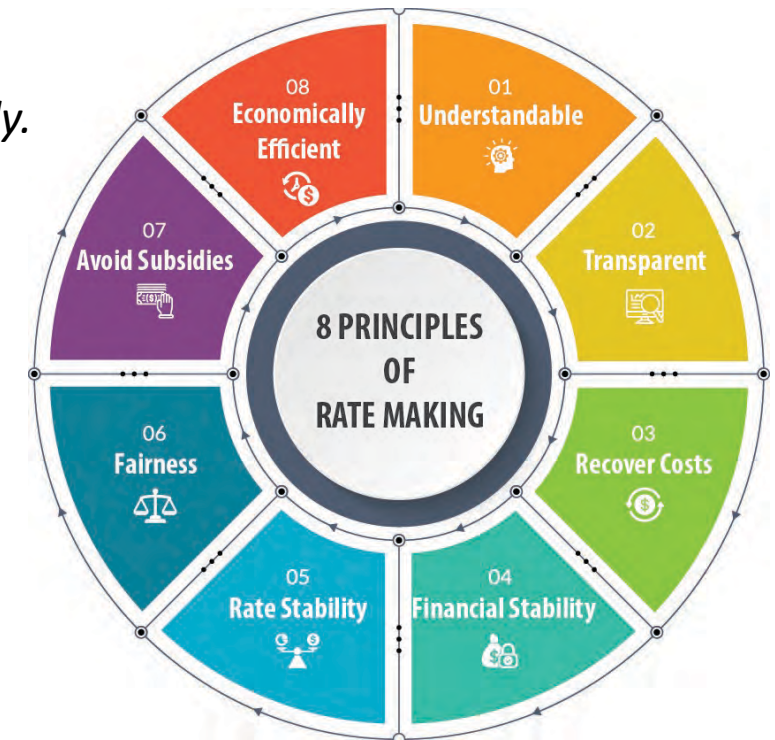 ly.
8 PRINCIPLES
OF
RATE MAKING
01
Understandable
02
Transparent
03
Recover Costs
04
Financial Stability
05
Rate Stability
06
Fairness
07
Avoid Subsidies
08
Economically
Efficient